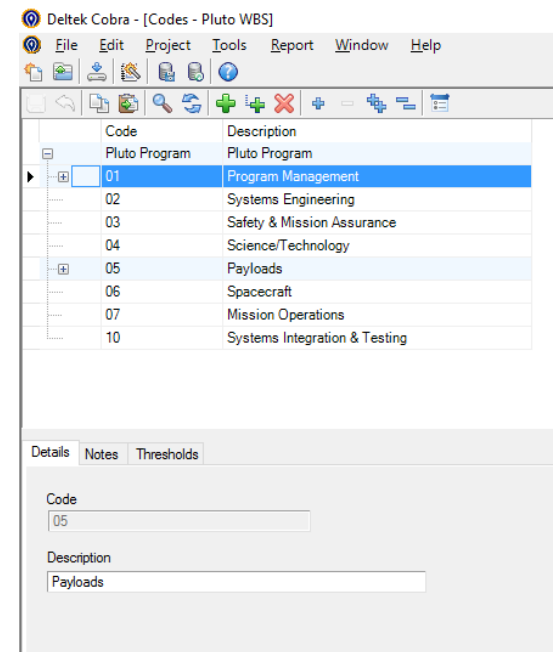 Deltek Cobra - [Codes - Pluto WBS]
File Edit Project Tools Report Window Help
Code Description
Pluto Program Pluto Program
01 Program Management
02 Systems Engineering
03 Safety & Mission Assurance
04 Science/Technology
05 Payloads
06 Spacecraft
07 Mission Operations
10 Systems Integration & Testing
Details Notes Thresholds
Code
05
Description
Payloads